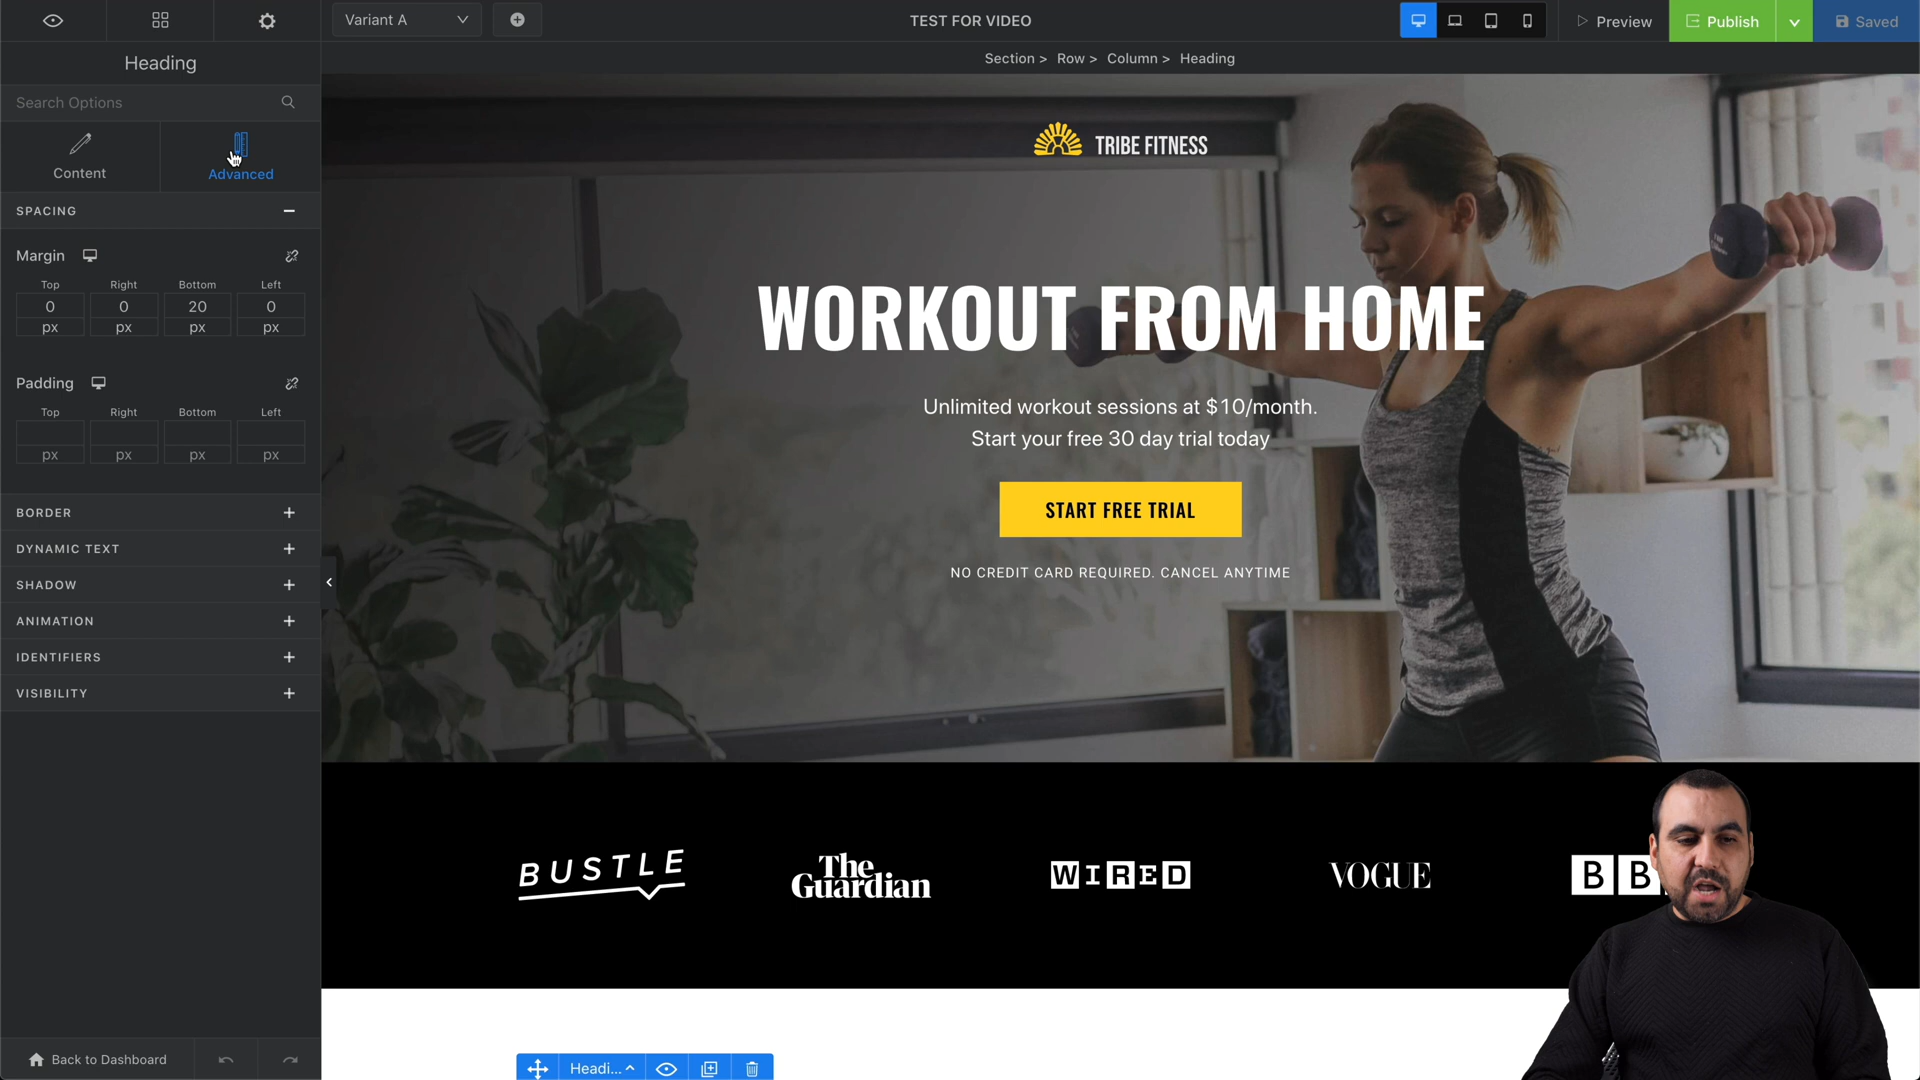 Variant A
TEST FOR VIDEO
Preview
Publish
Saved
Heading
Section > Row > Column > Heading
Search Options
Content
Advanced
SPACING
Margin
Top Right Bottom Left
0 0 20 0
px px px px
Padding
Top Right Bottom Left
px px px px
BORDER
DYNAMIC TEXT
SHADOW
ANIMATION
IDENTIFIERS
VISIBILITY
Back to Dashboard
TRIBE FITNESS
WORKOUT FROM HOME
Unlimited workout sessions at $10/month.
Start your free 30 day trial today
START FREE TRIAL
NO CREDIT CARD REQUIRED. CANCEL ANYTIME
BUSTLE
The
Guardian
WIRED
VOGUE
BB
Headi...